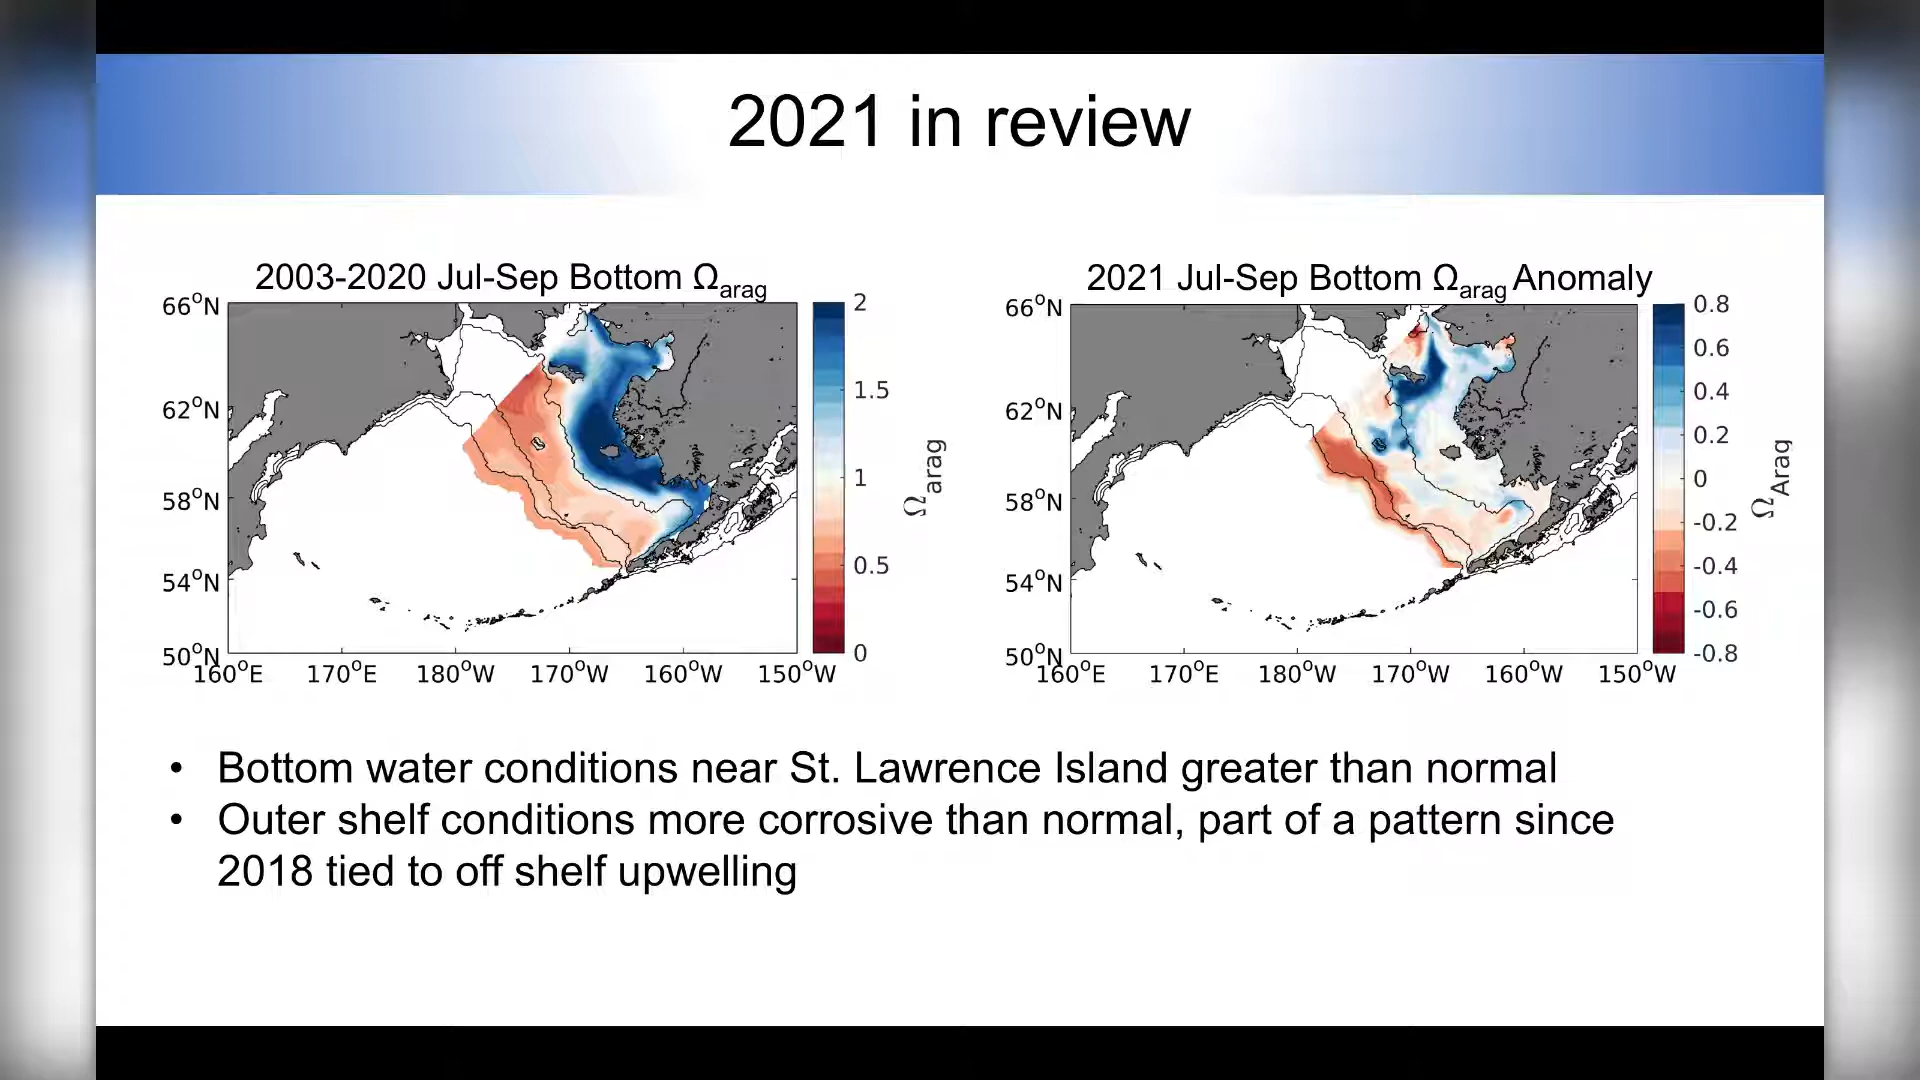 2021 in review
2003-2020 Jul-Sep Bottom Ωarag
66°N
62°N
58°N
54°N
50°N
160°E 170°E 180°W 170°W 160°W 150°W
2
1.5
1
0.5
0
Ωarag
2021 Jul-Sep Bottom Ωarag Anomaly
66°N
62°N
58°N
54°N
50°N
160°E 170°E 180°W 170°W 160°W 150°W
0.8
0.6
0.4
0.2
0
-0.2
-0.4
-0.6
-0.8
ΩArag
• Bottom water conditions near St. Lawrence Island greater than normal
• Outer shelf conditions more corrosive than normal, part of a pattern since
2018 tied to off shelf upwelling